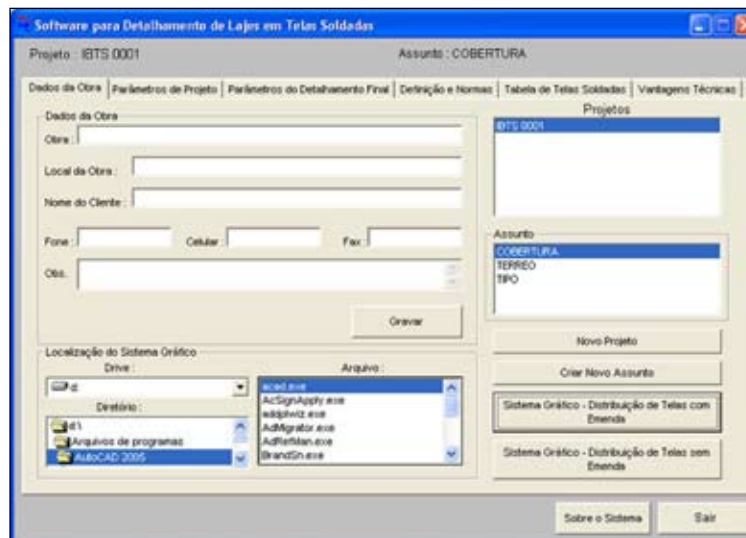 Software para Detalhamento de Lajes em Telas Soldadas
Projeto : IBTS 0001
Assunto : COBERTURA
Dados da Obra
Parâmetros de Projeto
Parâmetros do Detalhamento Final
Definição e Normas
Tabela de Telas Soldadas
Vantagens Técnicas
Dados da Obra
Obra :
Local da Obra :
Nome do Cliente :
Fone :
Celular :
Fax :
Obs.
Gravar
Localização do Sistema Gráfico
Drive :
d:
Diretório :
d:\
Arquivos de programas
AutoCAD 2005
Arquivo :
acad.exe
AcSignApply.exe
addplwiz.exe
AdMigrator.exe
AdRefMan.exe
BrandSn.exe
Projetos
IBTS 0001
Assunto
COBERTURA
TERREO
TIPO
Novo Projeto
Criar Novo Assunto
Sistema Gráfico - Distribuição de Telas com
Emenda
Sistema Gráfico - Distribuição de Telas sem
Emenda
Sobre o Sistema
Sair